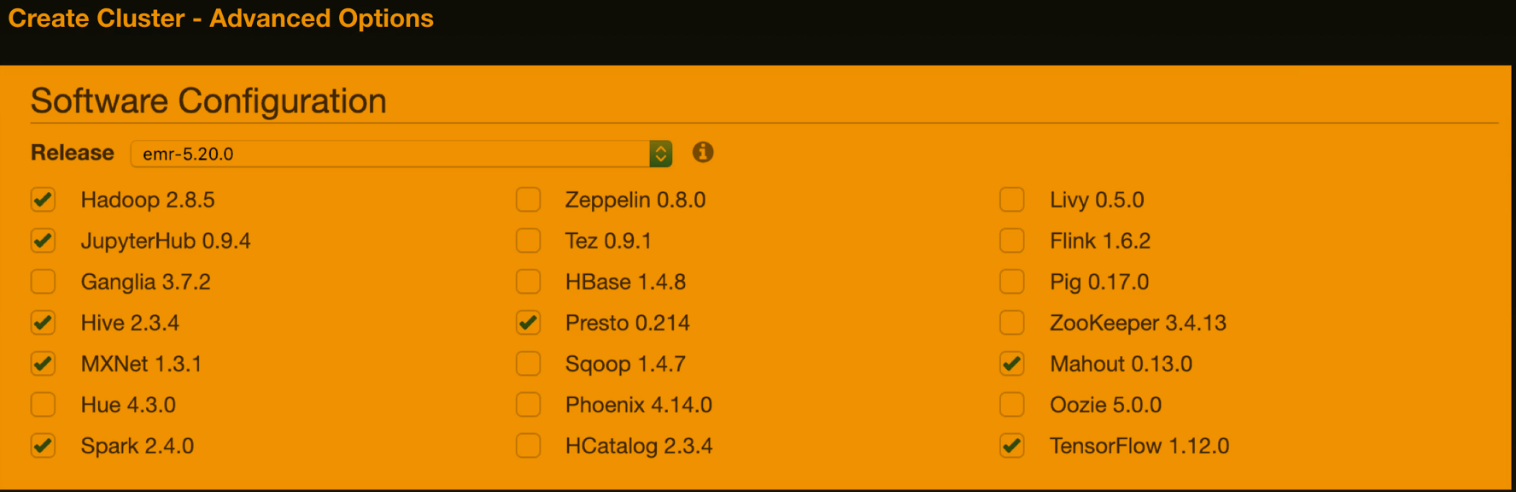 Create Cluster - Advanced Options
Software Configuration
Release emr-5.20.0
Hadoop 2.8.5 Zeppelin 0.8.0 Livy 0.5.0
JupyterHub 0.9.4 Tez 0.9.1 Flink 1.6.2
Ganglia 3.7.2 HBase 1.4.8 Pig 0.17.0
Hive 2.3.4 Presto 0.214 ZooKeeper 3.4.13
MXNet 1.3.1 Sqoop 1.4.7 Mahout 0.13.0
Hue 4.3.0 Phoenix 4.14.0 Oozie 5.0.0
Spark 2.4.0 HCatalog 2.3.4 TensorFlow 1.12.0